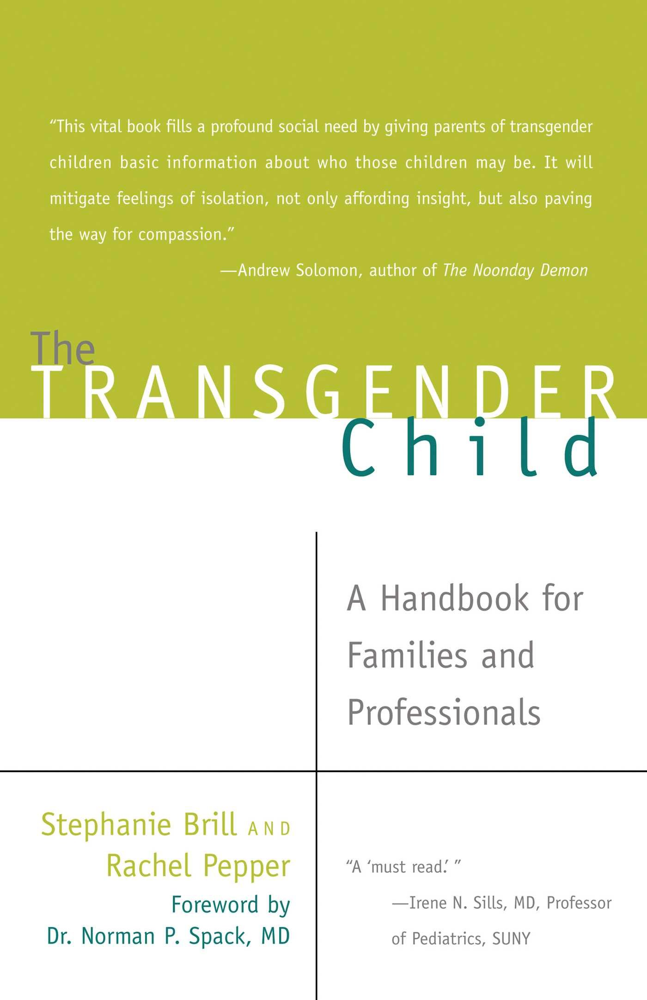 “This vital book fills a profound social need by giving parents of transgender
children basic information about who those children may be. It will
mitigate feelings of isolation, not only affording insight, but also paving
the way for compassion.”
—Andrew Solomon, author of The Noonday Demon
The
TRANSGENDER
Child
A Handbook for
Families and
Professionals
Stephanie Brill AND
Rachel Pepper
Foreword by
Dr. Norman P. Spack, MD
“A ‘must read.’ ”
—Irene N. Sills, MD, Professor
of Pediatrics, SUNY